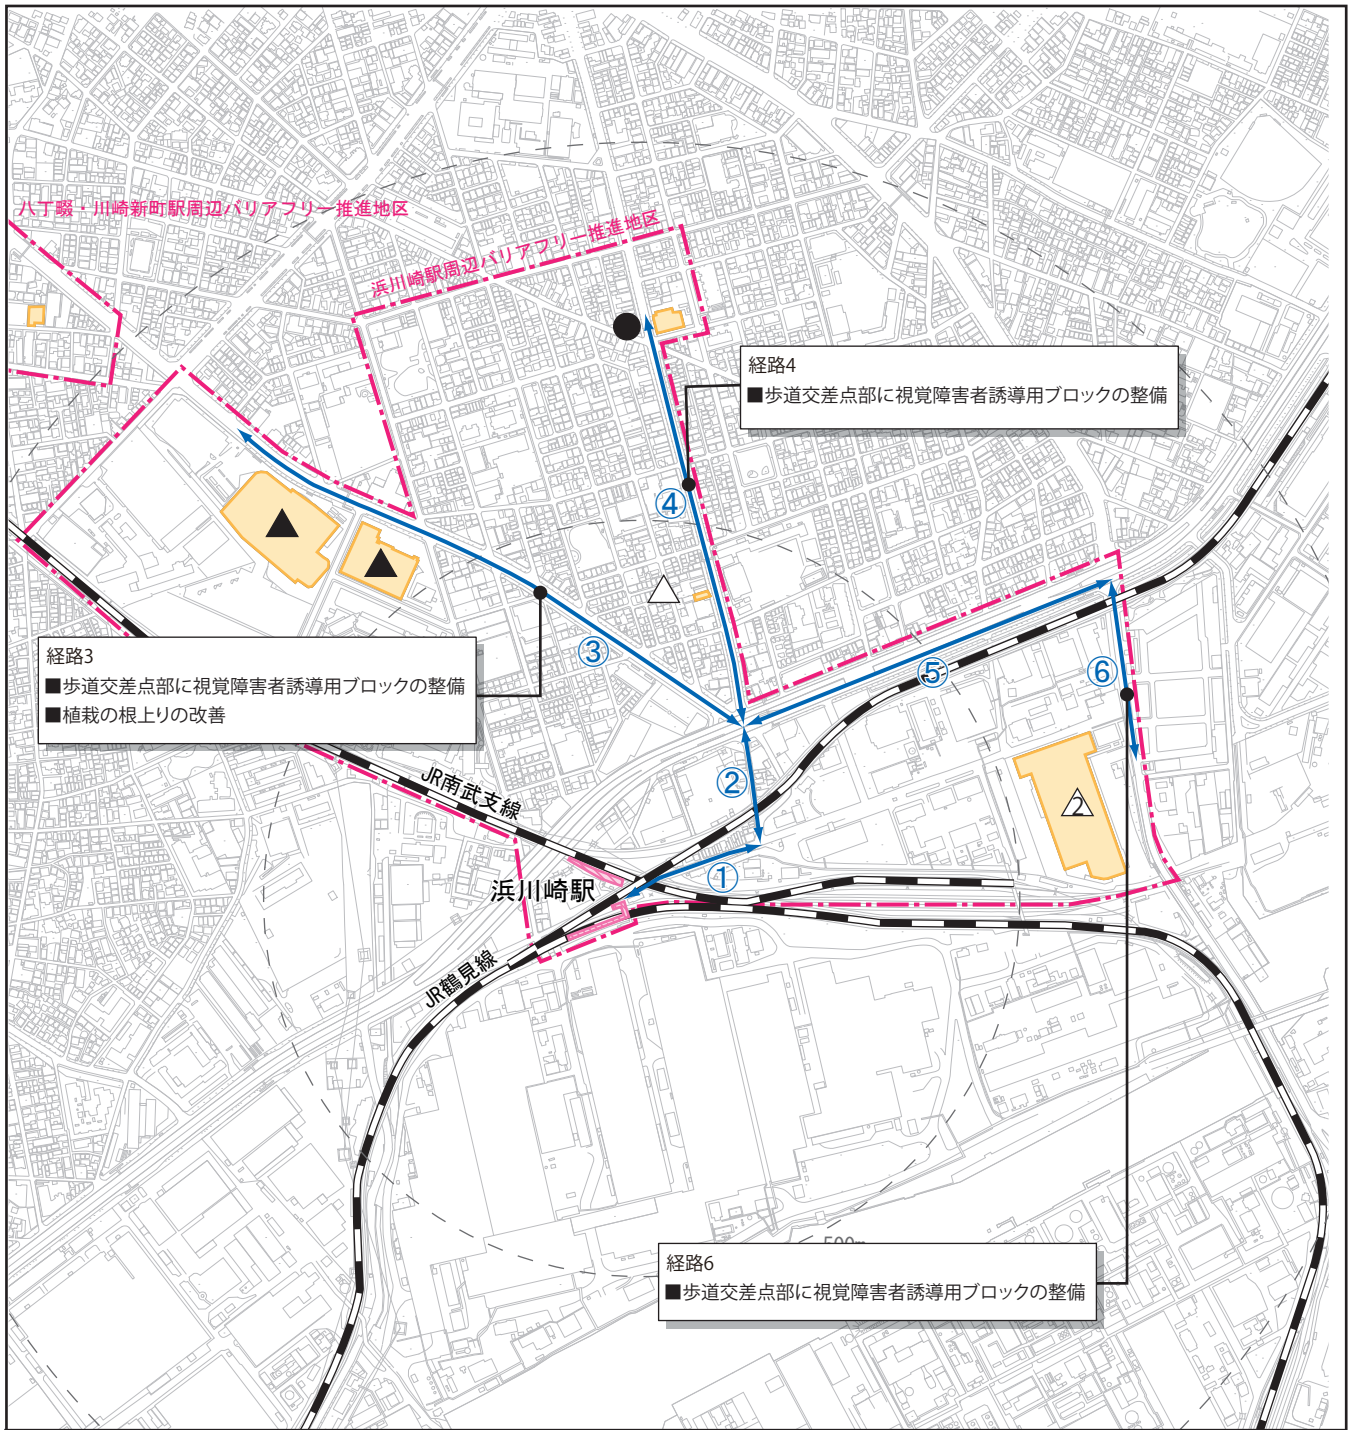 八丁畷・川崎新町駅周辺バリアフリー推進地区
浜川崎駅周辺バリアフリー推進地区
経路4
■歩道交差点部に視覚障害者誘導用ブロックの整備
④
③
⑤
⑥
経路3
■歩道交差点部に視覚障害者誘導用ブロックの整備
■植栽の根上りの改善
②
JR南武支線
2
①
浜川崎駅
JR鶴見線
経路6
■歩道交差点部に視覚障害者誘導用ブロックの整備